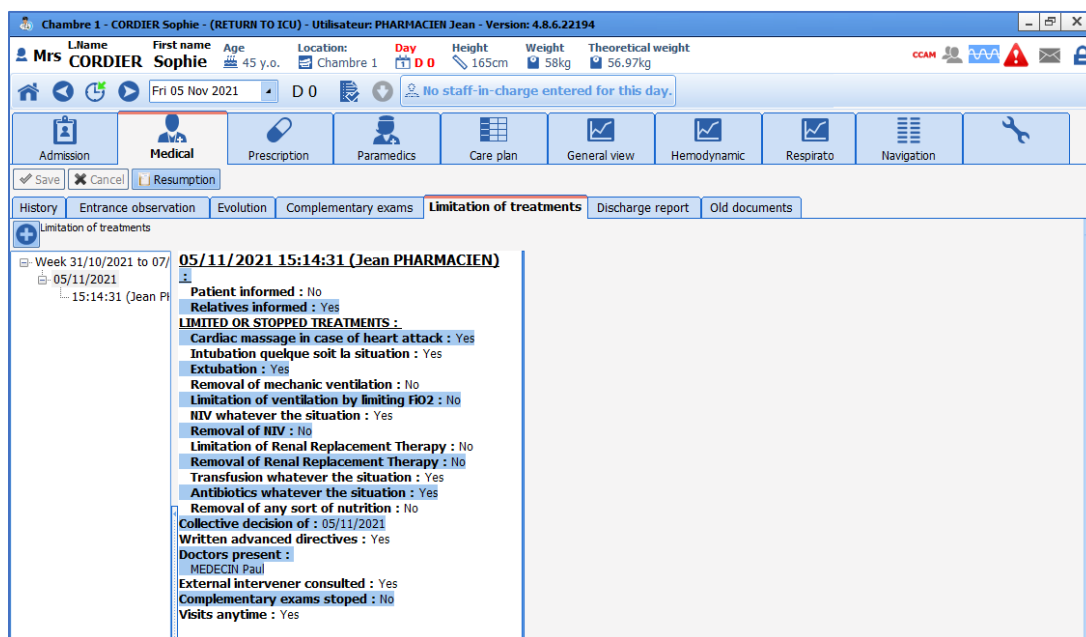 Chambre 1 - CORDIER Sophie - (RETURN TO ICU) - Utilisateur: PHARMACIEN Jean - Version: 4.8.6.22194
L.Name First name Age Location: Day Height Weight Theoretical weight
Mrs CORDIER Sophie 45 y.o. Chambre 1 1 D 0 165cm 58kg 56.97kg CCAM
Fri 05 Nov 2021 D 0 No staff-in-charge entered for this day.
Admission Medical Prescription Paramedics Care plan General view Hemodynamic Respirato Navigation
Save Cancel Resumption
History Entrance observation Evolution Complementary exams Limitation of treatments Discharge report Old documents
Limitation of treatments
Week 31/10/2021 to 07/
05/11/2021
15:14:31 (Jean PH
05/11/2021 15:14:31 (Jean PHARMACIEN)
:
Patient informed : No
Relatives informed : Yes
LIMITED OR STOPPED TREATMENTS :
Cardiac massage in case of heart attack : Yes
Intubation quelque soit la situation : Yes
Extubation : Yes
Removal of mechanic ventilation : No
Limitation of ventilation by limiting FiO2 : No
NIV whatever the situation : Yes
Removal of NIV : No
Limitation of Renal Replacement Therapy : No
Removal of Renal Replacement Therapy : No
Transfusion whatever the situation : Yes
Antibiotics whatever the situation : Yes
Removal of any sort of nutrition : No
Collective decision of : 05/11/2021
Written advanced directives : Yes
Doctors present :
MEDECIN Paul
External intervener consulted : Yes
Complementary exams stoped : No
Visits anytime : Yes